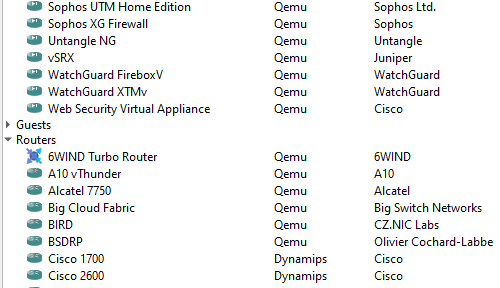 Sophos UTM Home Edition Qemu Sophos Ltd.
Sophos XG Firewall Qemu Sophos
Untangle NG Qemu Untangle
vSRX Qemu Juniper
WatchGuard FireboxV Qemu WatchGuard
WatchGuard XTMv Qemu WatchGuard
Web Security Virtual Appliance Qemu Cisco
Guests
Routers
6WIND Turbo Router Qemu 6WIND
A10 vThunder Qemu A10
Alcatel 7750 Qemu Alcatel
Big Cloud Fabric Qemu Big Switch Networks
BIRD Qemu CZ.NIC Labs
BSDRP Qemu Olivier Cochard-Labbe
Cisco 1700 Dynamips Cisco
Cisco 2600 Dynamips Cisco